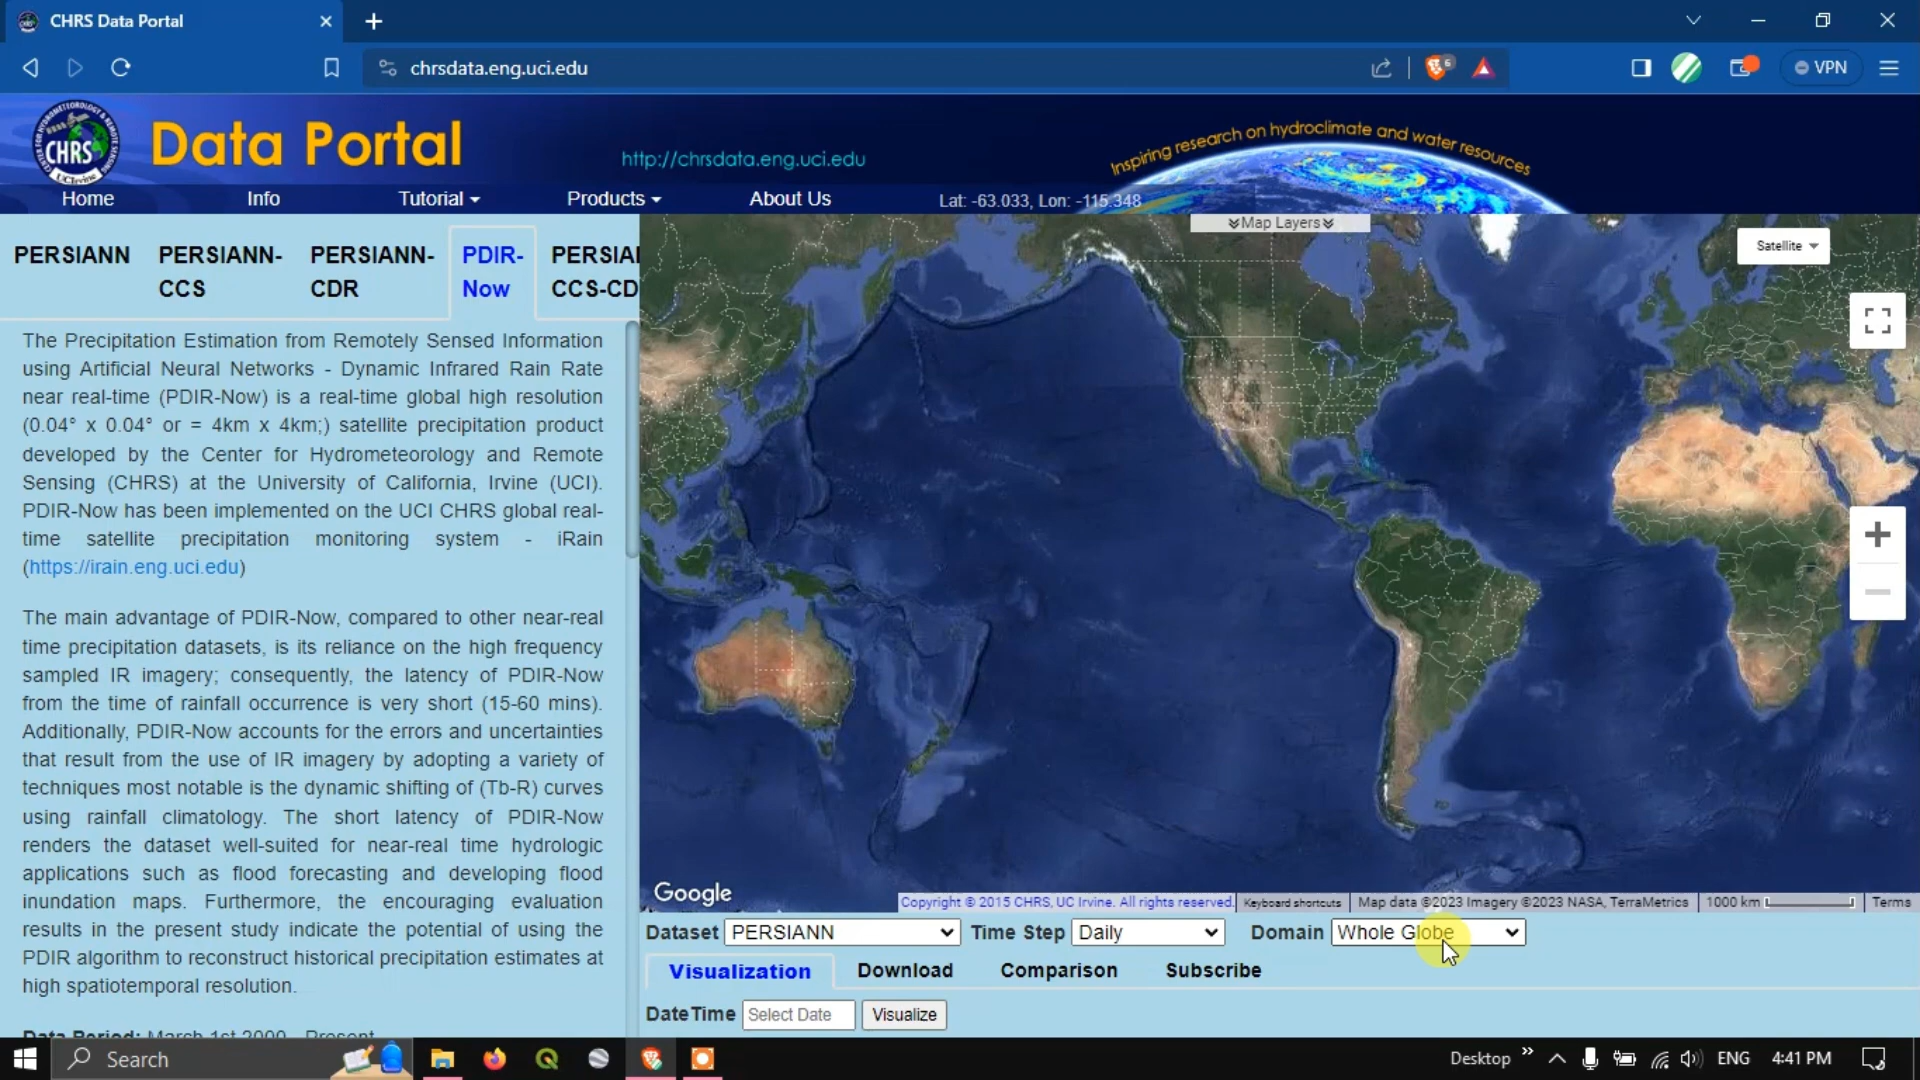 CHRS Data Portal
chrsdata.eng.uci.edu
6
VPN
CHRS
UCIrvine
Data Portal
http://chrsdata.eng.uci.edu
Inspiring research on hydroclimate and water resources
Home
Info
Tutorial
Products
About Us
Lat: -63.033, Lon: -115.348
PERSIANN
PERSIANN-
CCS
PERSIANN-
CDR
PDIR-
Now
PERSIA
CCS-CD
The Precipitation Estimation from Remotely Sensed Information
using Artificial Neural Networks - Dynamic Infrared Rain Rate
near real-time (PDIR-Now) is a real-time global high resolution
(0.04° x 0.04° or = 4km x 4km;) satellite precipitation product
developed by the Center for Hydrometeorology and Remote
Sensing (CHRS) at the University of California, Irvine (UCI).
PDIR-Now has been implemented on the UCI CHRS global real-
time satellite precipitation monitoring system - iRain
(https://irain.eng.uci.edu)
The main advantage of PDIR-Now, compared to other near-real
time precipitation datasets, is its reliance on the high frequency
sampled IR imagery; consequently, the latency of PDIR-Now
from the time of rainfall occurrence is very short (15-60 mins).
Additionally, PDIR-Now accounts for the errors and uncertainties
that result from the use of IR imagery by adopting a variety of
techniques most notable is the dynamic shifting of (Tb-R) curves
using rainfall climatology. The short latency of PDIR-Now
renders the dataset well-suited for near-real time hydrologic
applications such as flood forecasting and developing flood
inundation maps. Furthermore, the encouraging evaluation
results in the present study indicate the potential of using the
PDIR algorithm to reconstruct historical precipitation estimates at
high spatiotemporal resolution.
Data Period: March 1st 2000 - Present
Map Layers
Satellite
Google
Copyright © 2015 CHRS, UC Irvine. All rights reserved.
Keyboard shortcuts
Map data ©2023 Imagery ©2023 NASA, TerraMetrics
1000 km
Terms
Dataset PERSIANN Time Step Daily Domain Whole Globe
Visualization Download Comparison Subscribe
DateTime Select Date Visualize
Search
Desktop
ENG
4:41 PM